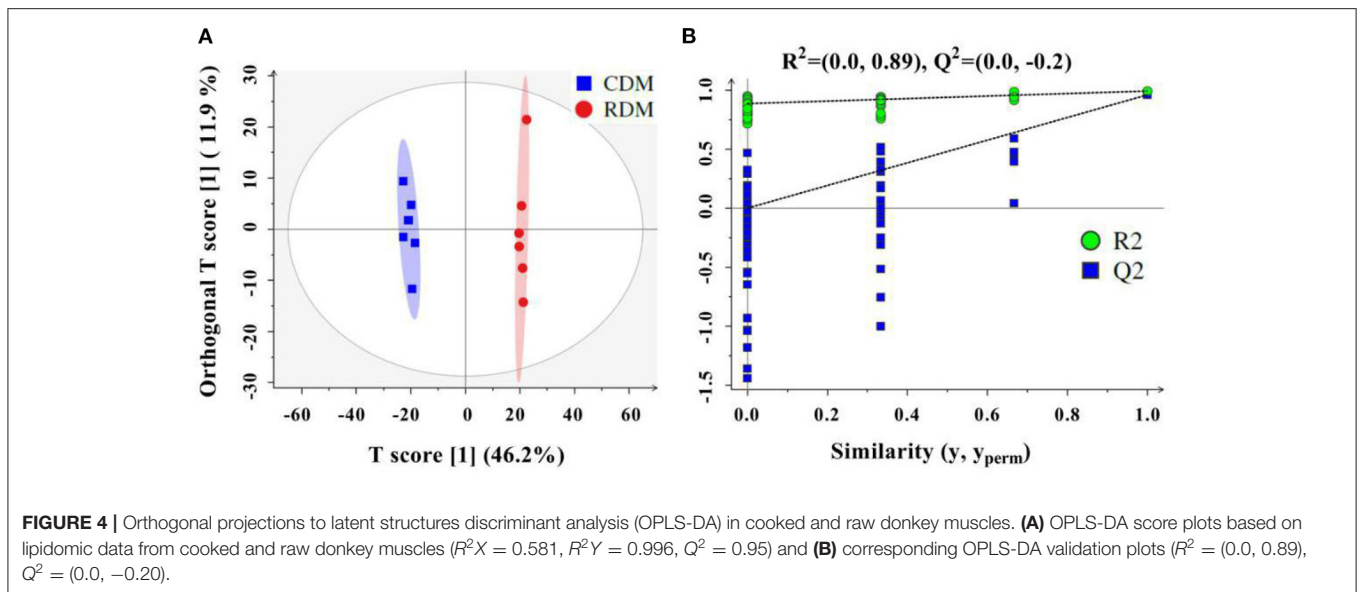 A
30
20
10
0
-10
-20
-30
Orthogonal T score [1] ( 11.9 %)
CDM
RDM
-60
-40
-20
0
20
40
60
T score [1] (46.2%)
B
R²=(0.0, 0.89), Q²=(0.0, -0.2)
1.0
0.5
0.0
-0.5
-1.0
-1.5
R2
Q2
0.0
0.2
0.4
0.6
0.8
1.0
Similarity (y, yperm)
FIGURE 4 | Orthogonal projections to latent structures discriminant analysis (OPLS-DA) in cooked and raw donkey muscles. (A) OPLS-DA score plots based on
lipidomic data from cooked and raw donkey muscles (R²X = 0.581, R²Y = 0.996, Q² = 0.95) and (B) corresponding OPLS-DA validation plots (R² = (0.0, 0.89),
Q² = (0.0, −0.20).